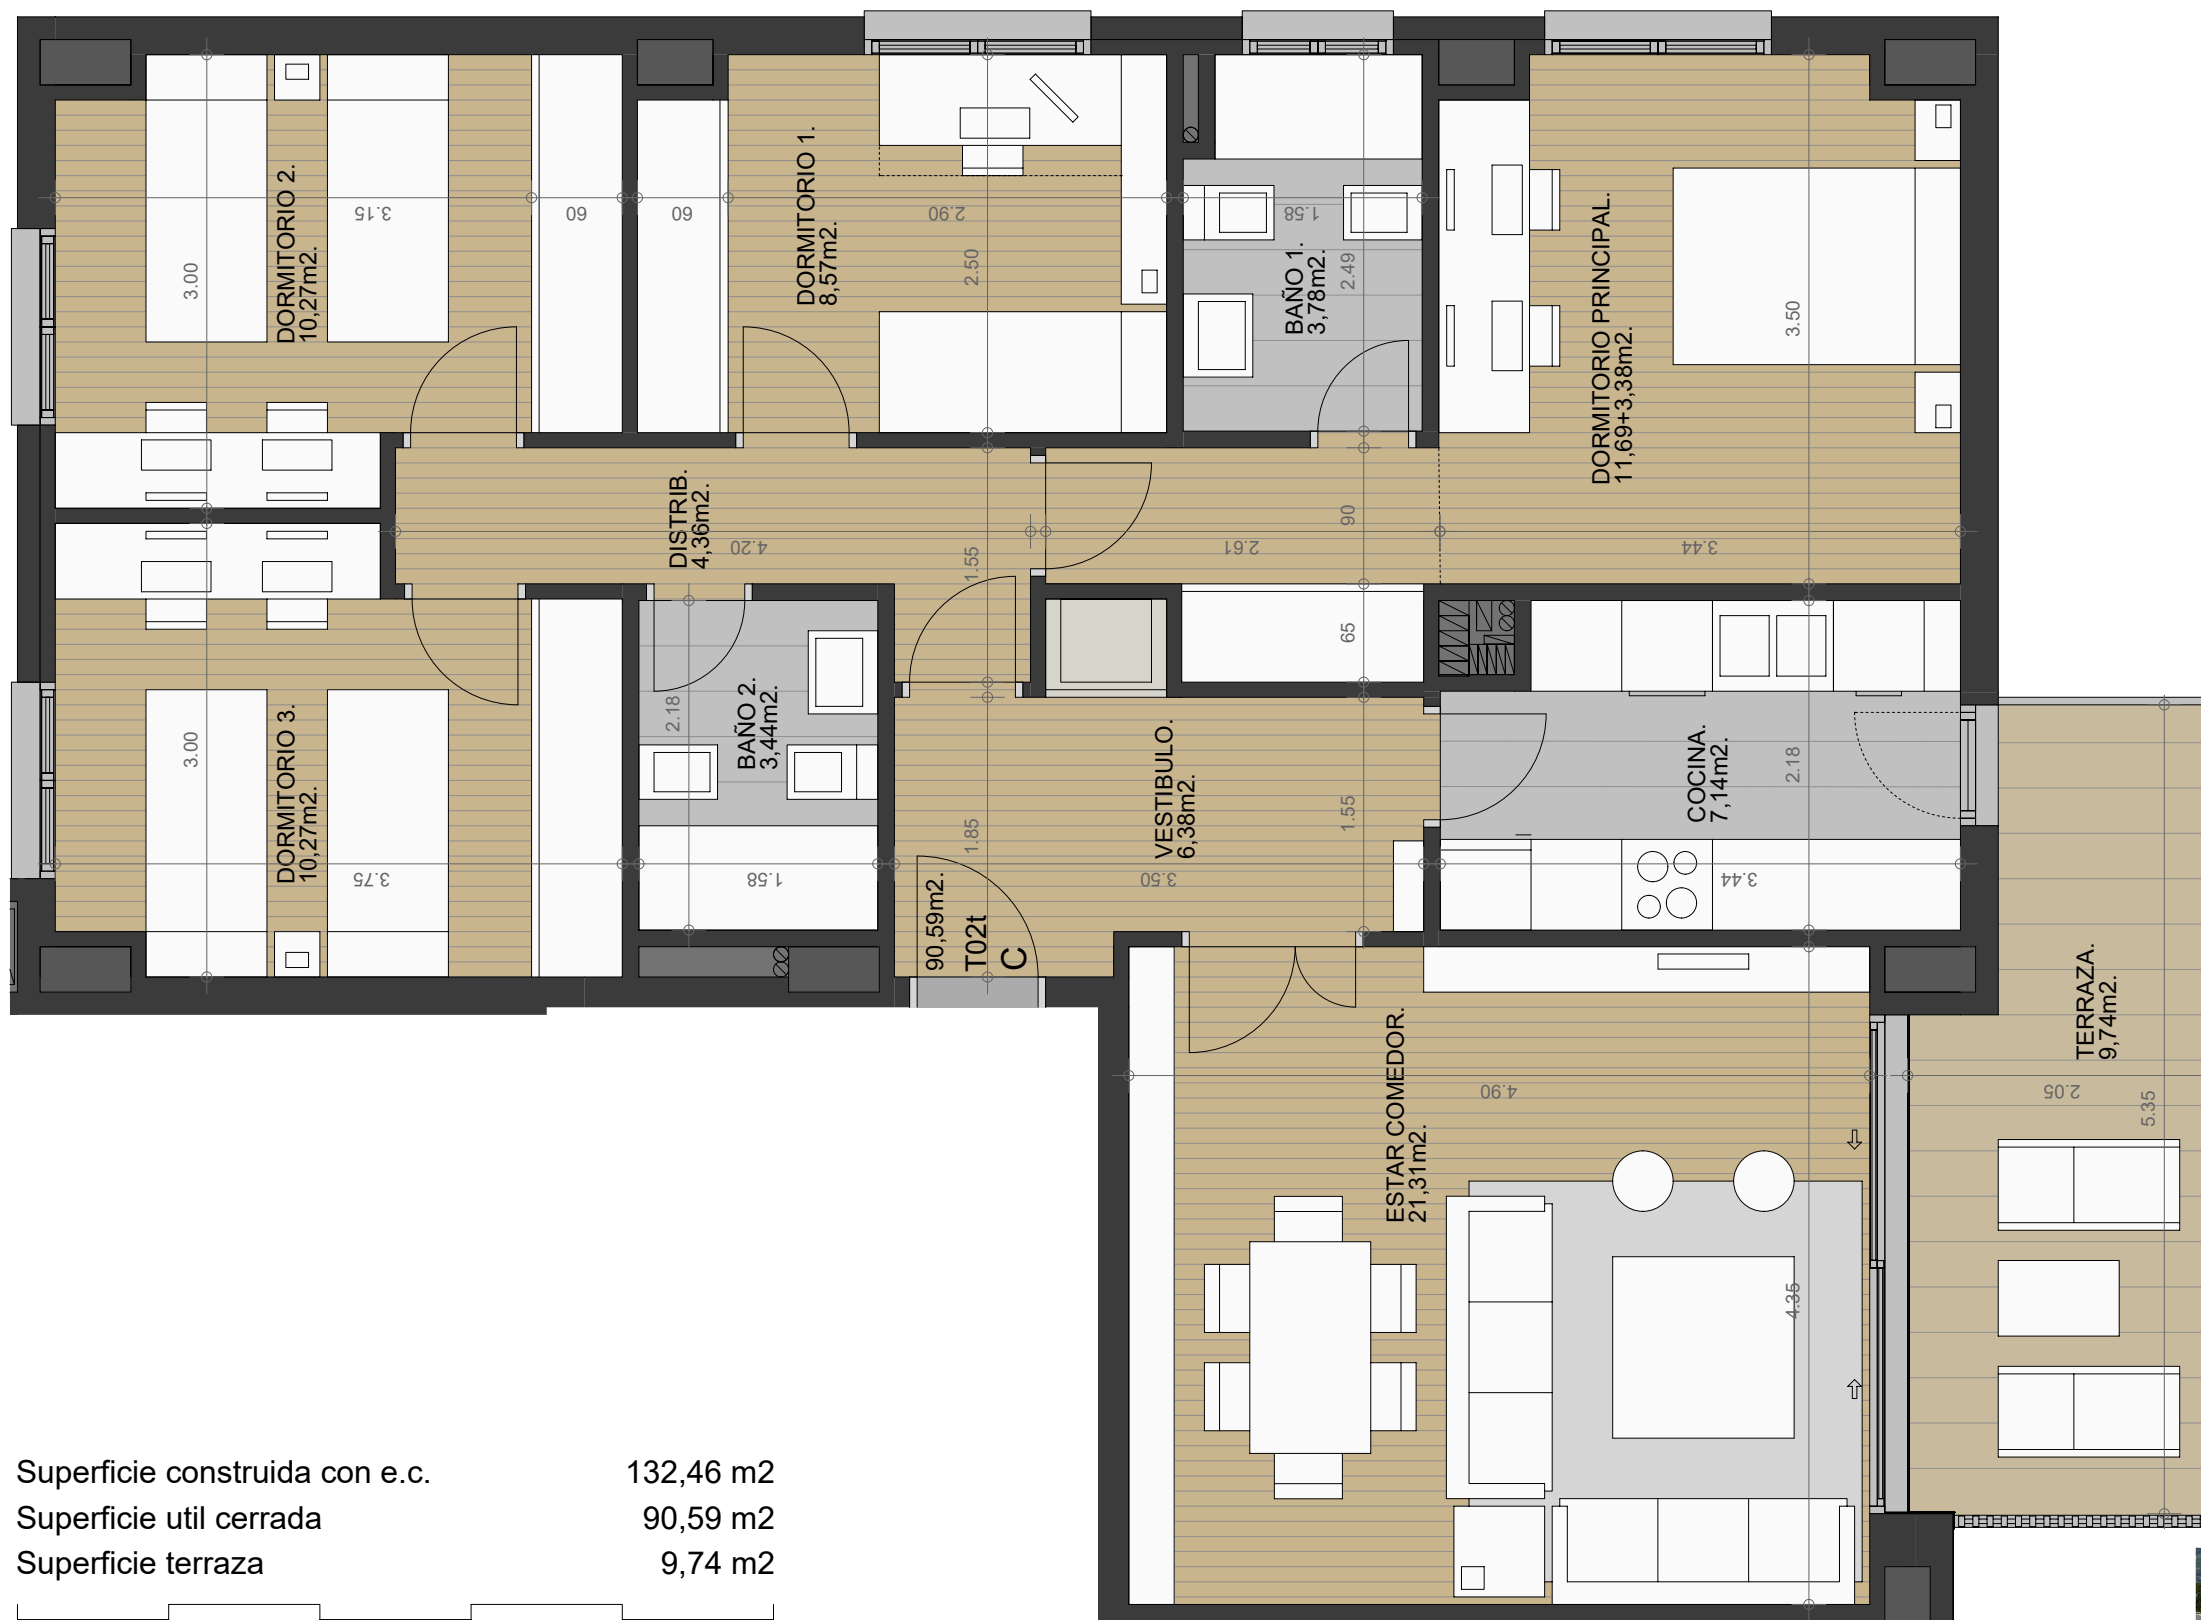 DORMITORIO 2.
10,27m2.
3.00
3.15
60
60
DORMITORIO 1.
8,57m2.
2.90
2.50
BAÑO 1.
3,78m2.
1.58
2.49
DORMITORIO PRINCIPAL.
11,69+3,38m2.
3.50
DISTRIB.
4,36m2.
4.20
1.55
90
2.61
3.44
65
DORMITORIO 3.
10,27m2.
3.00
3.75
BAÑO 2.
3,44m2.
2.18
1.58
VESTIBULO.
6,38m2.
1.85
1.55
3.50
COCINA.
7,14m2.
2.18
3.44
90,59m2.
T02t
C
ESTAR COMEDOR.
21,31m2.
4.90
4.35
TERRAZA.
9,74m2.
2.05
5.35
Superficie construida con e.c. 132,46 m2
Superficie util cerrada 90,59 m2
Superficie terraza 9,74 m2